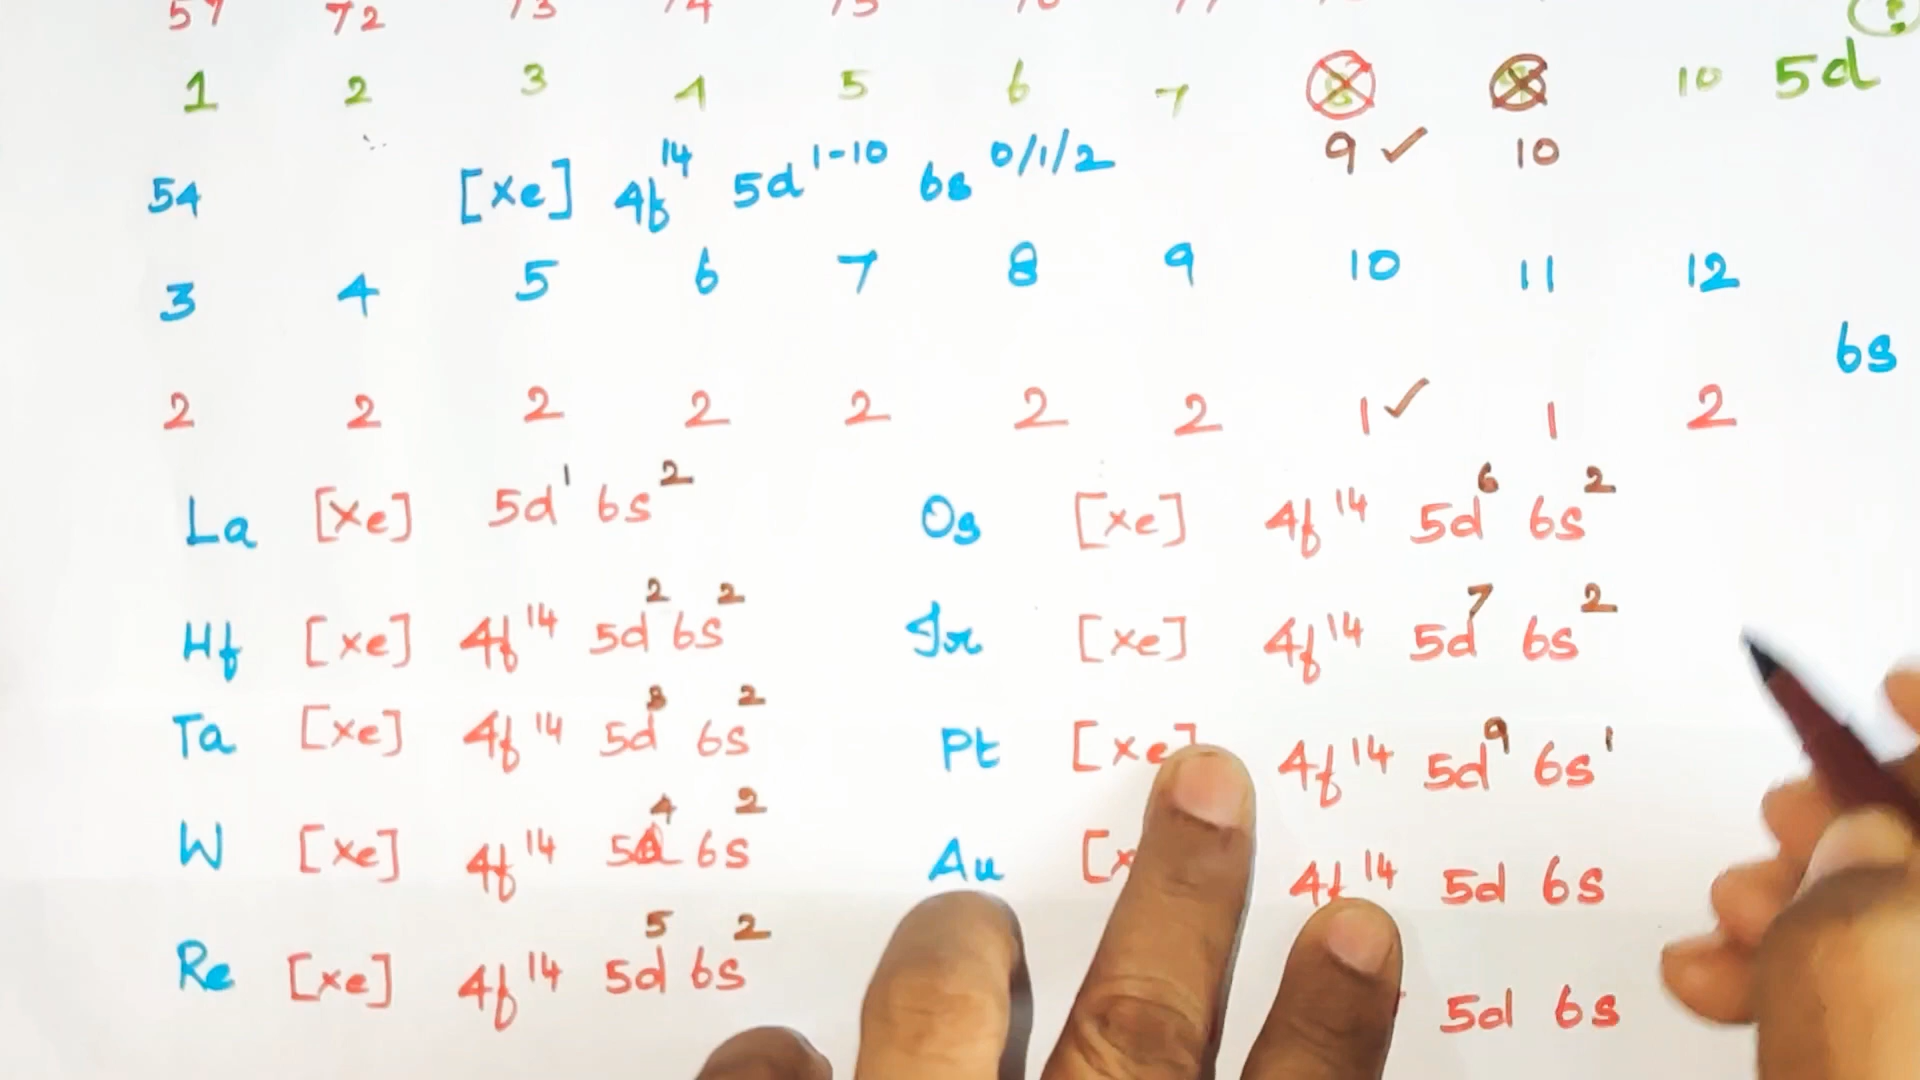 57 72 73 74 75 76 77
1 2 3 4 5 6 7 8 10 5d
9 ✓ 10
54 [xe] 4f¹⁴ 5d¹⁻¹⁰ 6s⁰/¹/²
3 4 5 6 7 8 9 10 11 12
6s
2 2 2 2 2 2 2 1 ✓ 1 2
La [xe] 5d¹ 6s²
Hf [xe] 4f¹⁴ 5d² 6s²
Ta [xe] 4f¹⁴ 5d³ 6s²
W [xe] 4f¹⁴ 5d⁴ 6s²
Re [xe] 4f¹⁴ 5d⁵ 6s²
Os [xe] 4f¹⁴ 5d⁶ 6s²
Ir [xe] 4f¹⁴ 5d⁷ 6s²
Pt [xe] 4f¹⁴ 5d⁹ 6s¹
Au [x 4f¹⁴ 5d 6s
5d 6s